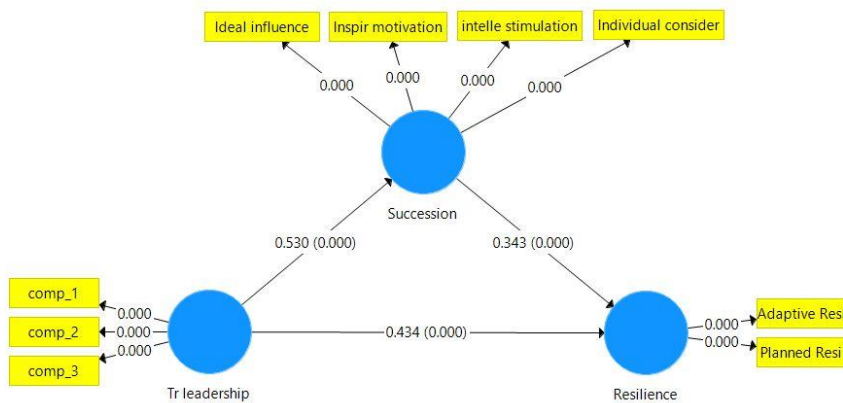 Ideal influence
Inspir motivation
intelle stimulation
Individual consider
0.000
0.000
0.000
0.000
Succession
0.530 (0.000)
0.343 (0.000)
comp_1
comp_2
comp_3
0.000
0.000
0.000
Tr leadership
0.434 (0.000)
Resilience
0.000
0.000
Adaptive Resi
Planned Resi